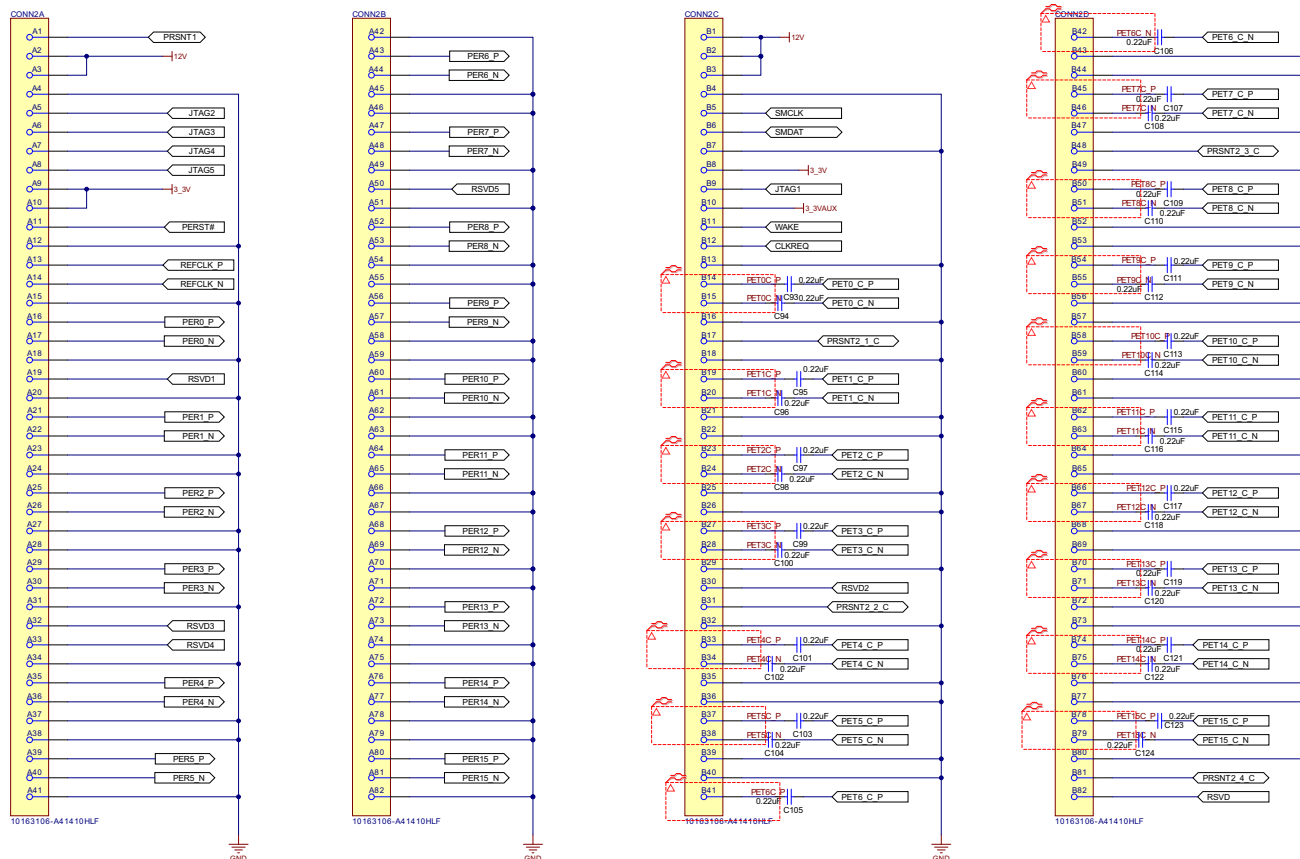 CONN2A
A1 PRSNT1
A2 12V
A3
A4
A5 JTAG2
A6 JTAG3
A7 JTAG4
A8 JTAG5
A9 3_3V
A10
A11 PERST#
A12
A13 REFCLK_P
A14 REFCLK_N
A15
A16 PER0_P
A17 PER0_N
A18
A19 RSVD1
A20
A21 PER1_P
A22 PER1_N
A23
A24
A25 PER2_P
A26 PER2_N
A27
A28
A29 PER3_P
A30 PER3_N
A31
A32 RSVD3
A33 RSVD4
A34
A35 PER4_P
A36 PER4_N
A37
A38
A39 PER5_P
A40 PER5_N
A41
10163106-A41410HLF
GND
CONN2B
A42
A43 PER6_P
A44 PER6_N
A45
A46
A47 PER7_P
A48 PER7_N
A49
A50 RSVD5
A51
A52 PER8_P
A53 PER8_N
A54
A55
A56 PER9_P
A57 PER9_N
A58
A59
A60 PER10_P
A61 PER10_N
A62
A63
A64 PER11_P
A65 PER11_N
A66
A67
A68 PER12_P
A69 PER12_N
A70
A71
A72 PER13_P
A73 PER13_N
A74
A75
A76 PER14_P
A77 PER14_N
A78
A79
A80 PER15_P
A81 PER15_N
A82
10163106-A41410HLF
GND
CONN2C
B1 12V
B2
B3
B4
B5 SMCLK
B6 SMDAT
B7
B8 3_3V
B9 JTAG1
B10 3_3VAUX
B11 WAKE
B12 CLKREQ
B13
B14 PET0C_P 0.22uF PET0_C_P
C93
B15 PET0C_N 0.22uF PET0_C_N
C94
B16
B17 PRSNT2_1_C
B18
B19 PET1C_P 0.22uF PET1_C_P
C95
B20 PET1C_N 0.22uF PET1_C_N
C96
B21
B22
B23 PET2C_P 0.22uF PET2_C_P
C97
B24 PET2C_N 0.22uF PET2_C_N
C98
B25
B26
B27 PET3C_P 0.22uF PET3_C_P
C99
B28 PET3C_N 0.22uF PET3_C_N
C100
B29
B30 RSVD2
B31 PRSNT2_2_C
B32
B33 PET4C_P 0.22uF PET4_C_P
C101
B34 PET4C_N 0.22uF PET4_C_N
C102
B35
B36
B37 PET5C_P 0.22uF PET5_C_P
C103
B38 PET5C_N 0.22uF PET5_C_N
C104
B39
B40
B41 PET6C_P 0.22uF PET6_C_P
C105
10163106-A41410HLF
GND
CONN2D
B42 PET6C_N 0.22uF PET6_C_N
C106
B43
B44
B45 PET7C_P 0.22uF PET7_C_P
C107
B46 PET7C_N 0.22uF PET7_C_N
C108
B47
B48 PRSNT2_3_C
B49
B50 PET8C_P 0.22uF PET8_C_P
C109
B51 PET8C_N 0.22uF PET8_C_N
C110
B52
B53
B54 PET9C_P 0.22uF PET9_C_P
C111
B55 PET9C_N 0.22uF PET9_C_N
C112
B56
B57
B58 PET10C_P 0.22uF PET10_C_P
C113
B59 PET10C_N 0.22uF PET10_C_N
C114
B60
B61
B62 PET11C_P 0.22uF PET11_C_P
C115
B63 PET11C_N 0.22uF PET11_C_N
C116
B64
B65
B66 PET12C_P 0.22uF PET12_C_P
C117
B67 PET12C_N 0.22uF PET12_C_N
C118
B68
B69
B70 PET13C_P 0.22uF PET13_C_P
C119
B71 PET13C_N 0.22uF PET13_C_N
C120
B72
B73
B74 PET14C_P 0.22uF PET14_C_P
C121
B75 PET14C_N 0.22uF PET14_C_N
C122
B76
B77
B78 PET15C_P 0.22uF PET15_C_P
C123
B79 PET15C_N 0.22uF PET15_C_N
C124
B80
B81 PRSNT2_4_C
B82 RSVD
10163106-A41410HLF